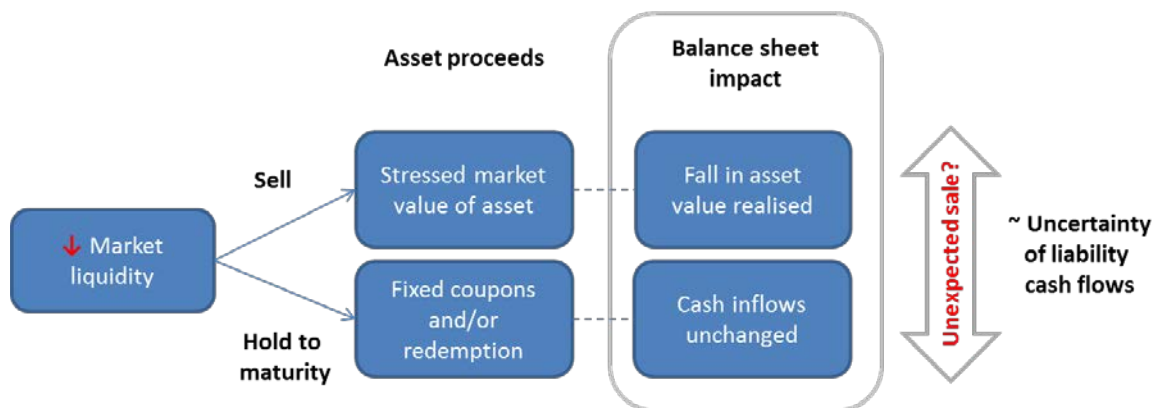 Asset proceeds
Balance sheet
impact
Sell
Stressed market
value of asset
Fall in asset
value realised
↓ Market
liquidity
Hold to
maturity
Fixed coupons
and/or
redemption
Cash inflows
unchanged
Unexpected sale?
~ Uncertainty
of liability
cash flows